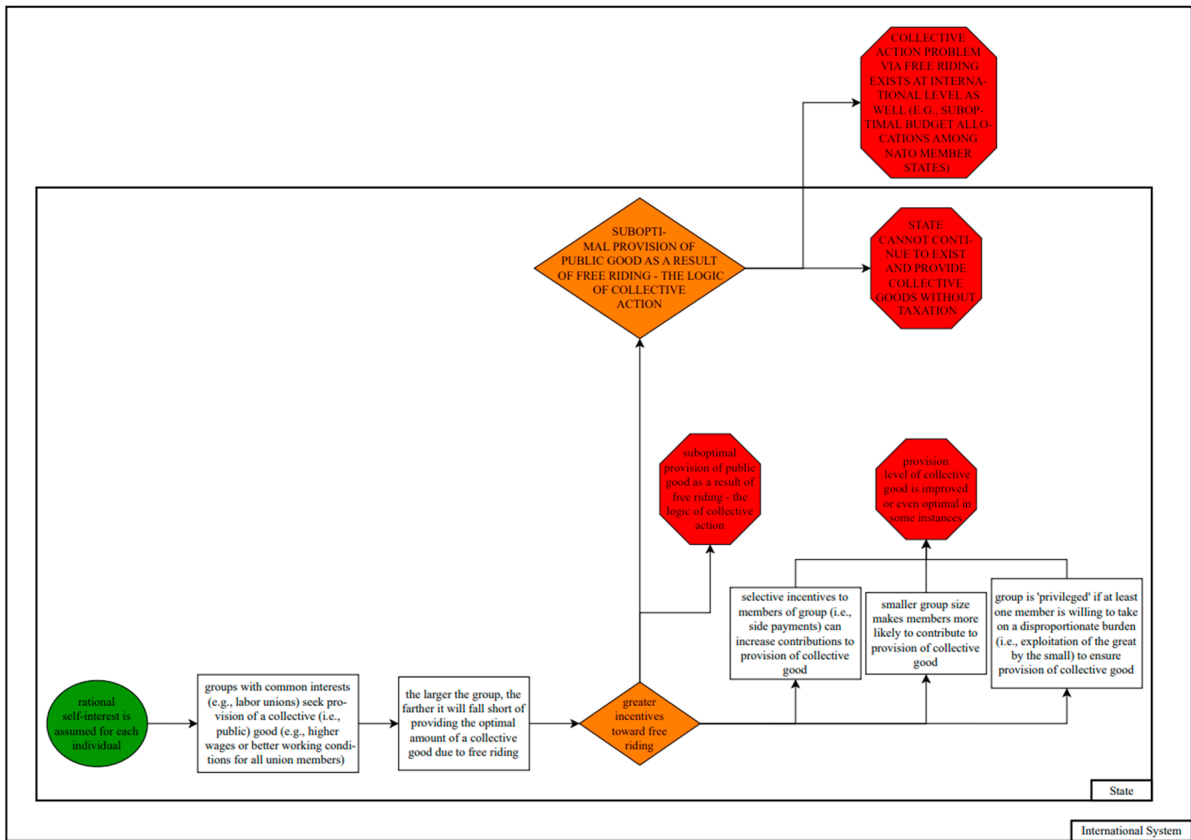 COLLECTIVE
ACTION PROBLEM
VIA FREE RIDING
EXISTS AT INTERNA-
TIONAL LEVEL AS
WELL (E.G., SUBOP-
TIMAL BUDGET ALLO-
CATIONS AMONG
NATO MEMBER
STATES)
SUBOPTI-
MAL PROVISION OF
PUBLIC GOOD AS A RESULT
OF FREE RIDING - THE LOGIC
OF COLLECTIVE
ACTION
STATE
CANNOT CONTI-
NUE TO EXIST
AND PROVIDE
COLLECTIVE
GOODS WITHOUT
TAXATION
suboptimal
provision of public
good as a result of
free riding - the
logic of collective
action
provision
level of collective
good is improved
or even optimal in
some instances
selective incentives to
members of group (i.e.,
side payments) can
increase contributions to
provision of collective
good
smaller group size
makes members more
likely to contribute to
provision of collective
good
group is 'privileged' if at least
one member is willing to take
on a disproportionate burden
(i.e., exploitation of the great
by the small) to ensure
provision of collective good
rational
self-interest is
assumed for each
individual
groups with common interests
(e.g., labor unions) seek pro-
vision of a collective (i.e.,
public) good (e.g., higher
wages or better working condi-
tions for all union members)
the larger the group, the
farther it will fall short of
providing the optimal
amount of a collective
good due to free riding
greater
incentives
toward free
riding
State
International System